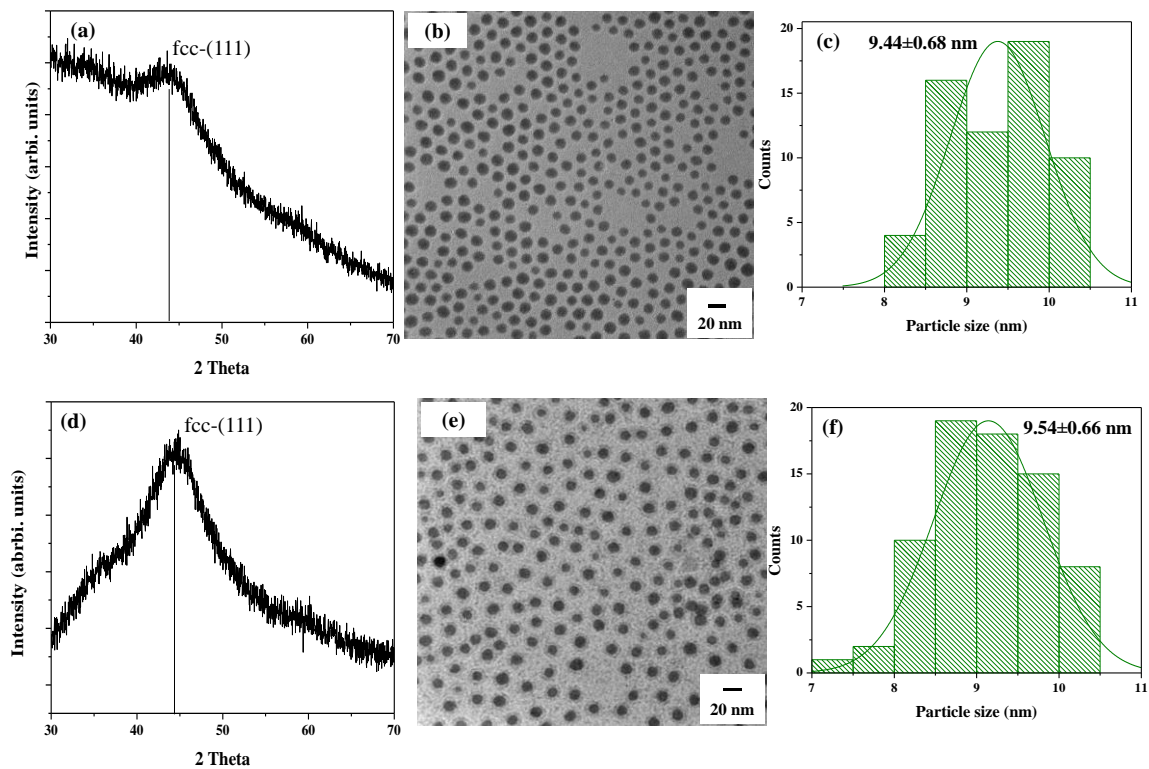 (a)
fcc-(111)
Intensity (arbi. units)
30 40 50 60 70
2 Theta
(b)
20 nm
(c)
9.44±0.68 nm
20
15
10
5
0
Counts
7 8 9 10 11
Particle size (nm)
(d)
fcc-(111)
Intensity (abrbi. units)
30 40 50 60 70
2 Theta
(e)
20 nm
(f)
9.54±0.66 nm
20
15
10
5
0
Counts
7 8 9 10 11
Particle size (nm)